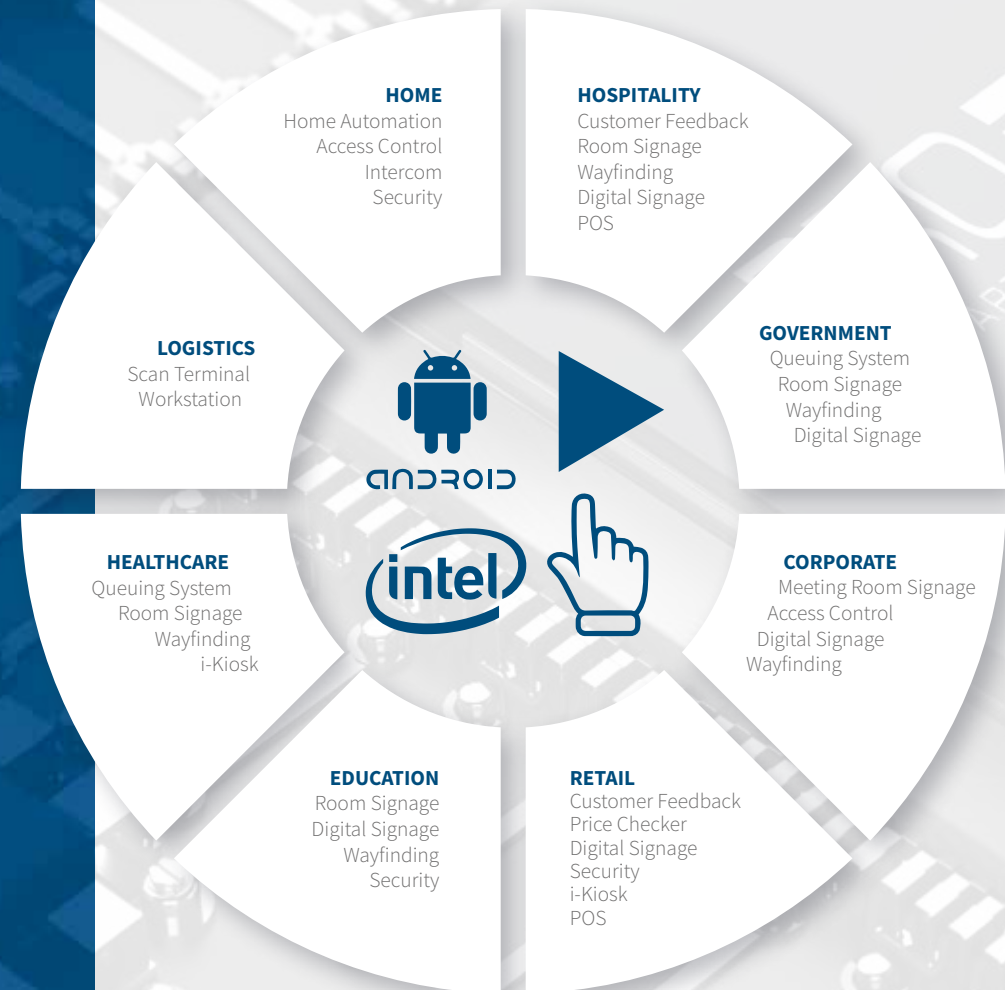 HOME
Home Automation
Access Control
Intercom
Security
HOSPITALITY
Customer Feedback
Room Signage
Wayfinding
Digital Signage
POS
GOVERNMENT
Queuing System
Room Signage
Wayfinding
Digital Signage
CORPORATE
Meeting Room Signage
Access Control
Digital Signage
Wayfinding
RETAIL
Customer Feedback
Price Checker
Digital Signage
Security
i-Kiosk
POS
EDUCATION
Room Signage
Digital Signage
Wayfinding
Security
HEALTHCARE
Queuing System
Room Signage
Wayfinding
i-Kiosk
LOGISTICS
Scan Terminal
Workstation
ANDROID
intel